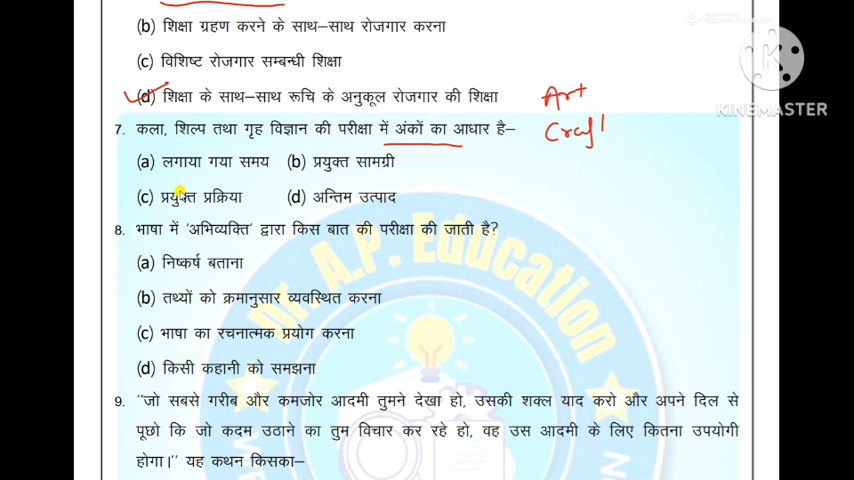 (b) शिक्षा ग्रहण करने के साथ–साथ रोजगार करना
(c) विशिष्ट रोजगार सम्बन्धी शिक्षा
(d) शिक्षा के साथ–साथ रूचि के अनुकूल रोजगार की शिक्षा
Art
KINEMASTER
7. कला, शिल्प तथा गृह विज्ञान की परीक्षा में अंकों का आधार है–
Craft
(a) लगाया गया समय (b) प्रयुक्त सामग्री
(c) प्रयुक्त प्रक्रिया (d) अन्तिम उत्पाद
8. भाषा में 'अभिव्यक्ति' द्वारा किस बात की परीक्षा की जाती है?
(a) निष्कर्ष बताना
(b) तथ्यों को क्रमानुसार व्यवस्थित करना
(c) भाषा का रचनात्मक प्रयोग करना
(d) किसी कहानी को समझना
Dr. A.P. Education
9. "जो सबसे गरीब और कमजोर आदमी तुमने देखा हो, उसकी शक्ल याद करो और अपने दिल से
पूछो कि जो कदम उठाने का तुम विचार कर रहे हो, वह उस आदमी के लिए कितना उपयोगी
होगा।" यह कथन किसका–